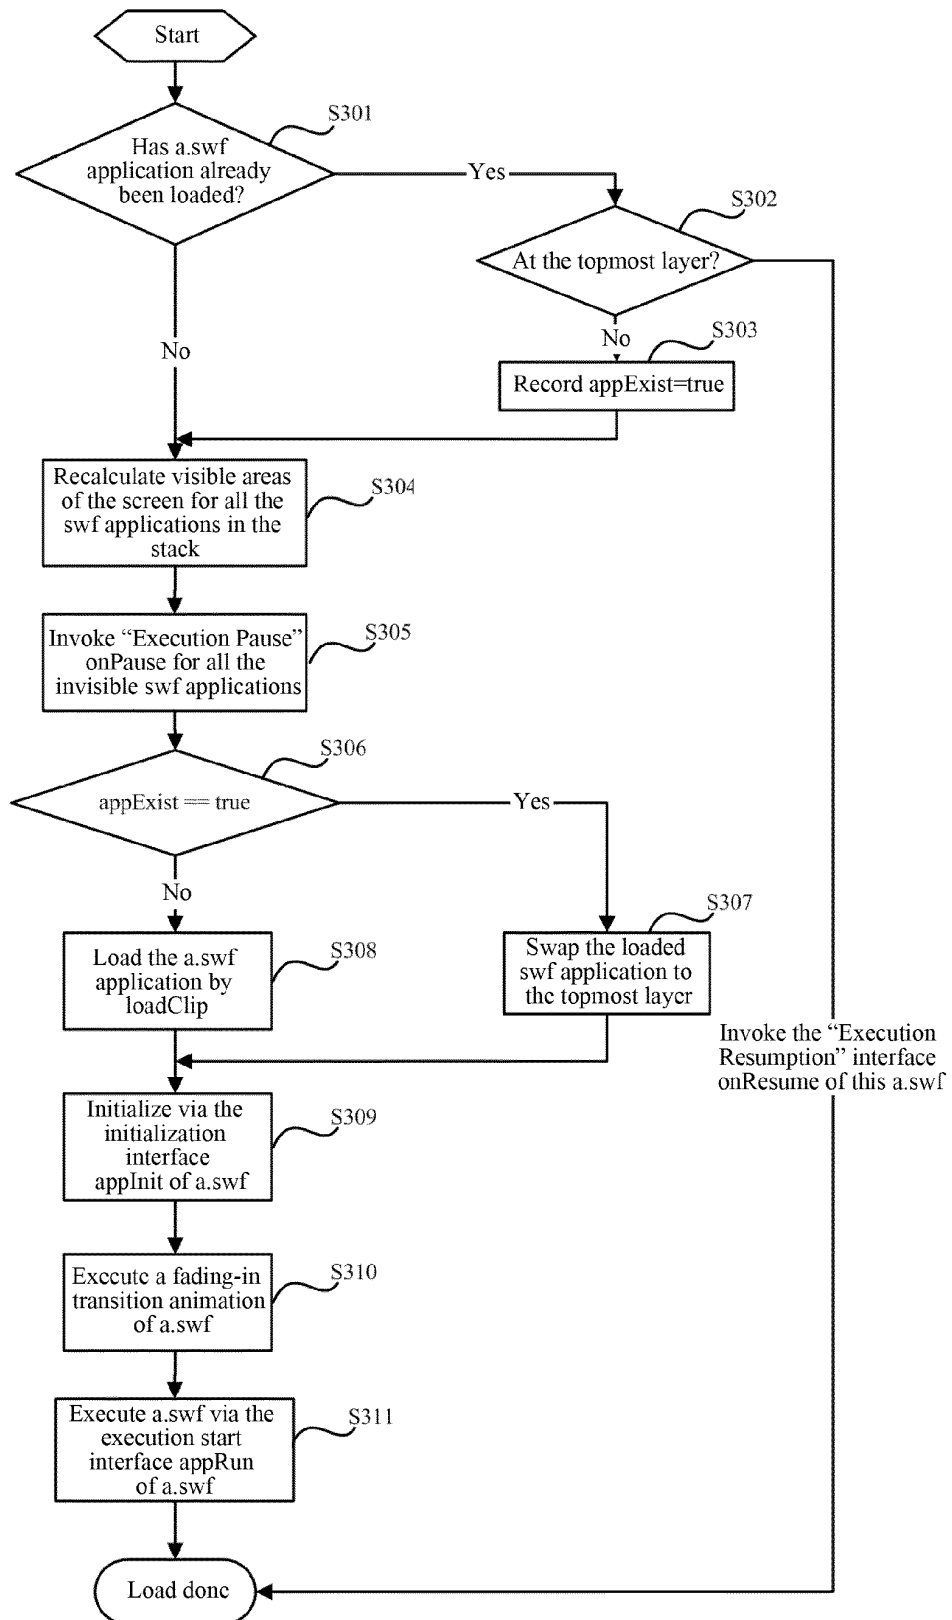 Start
S301
Has a.swf
application already
been loaded?
Yes
S302
At the topmost layer?
No
No
S303
Record appExist=true
Recalculate visible areas
of the screen for all the
swf applications in the
stack
S304
Invoke “Execution Pause”
onPause for all the
invisible swf applications
S305
S306
appExist == true
Yes
No
S307
Swap the loaded
swf application to
the topmost layer
Load the a.swf
application by
loadClip
S308
Invoke the “Execution
Resumption” interface
onResume of this a.swf
Initialize via the
initialization
interface
appInit of a.swf
S309
Execute a fading-in
transition animation
of a.swf
S310
Execute a.swf via the
execution start
interface appRun
of a.swf
S311
Load done